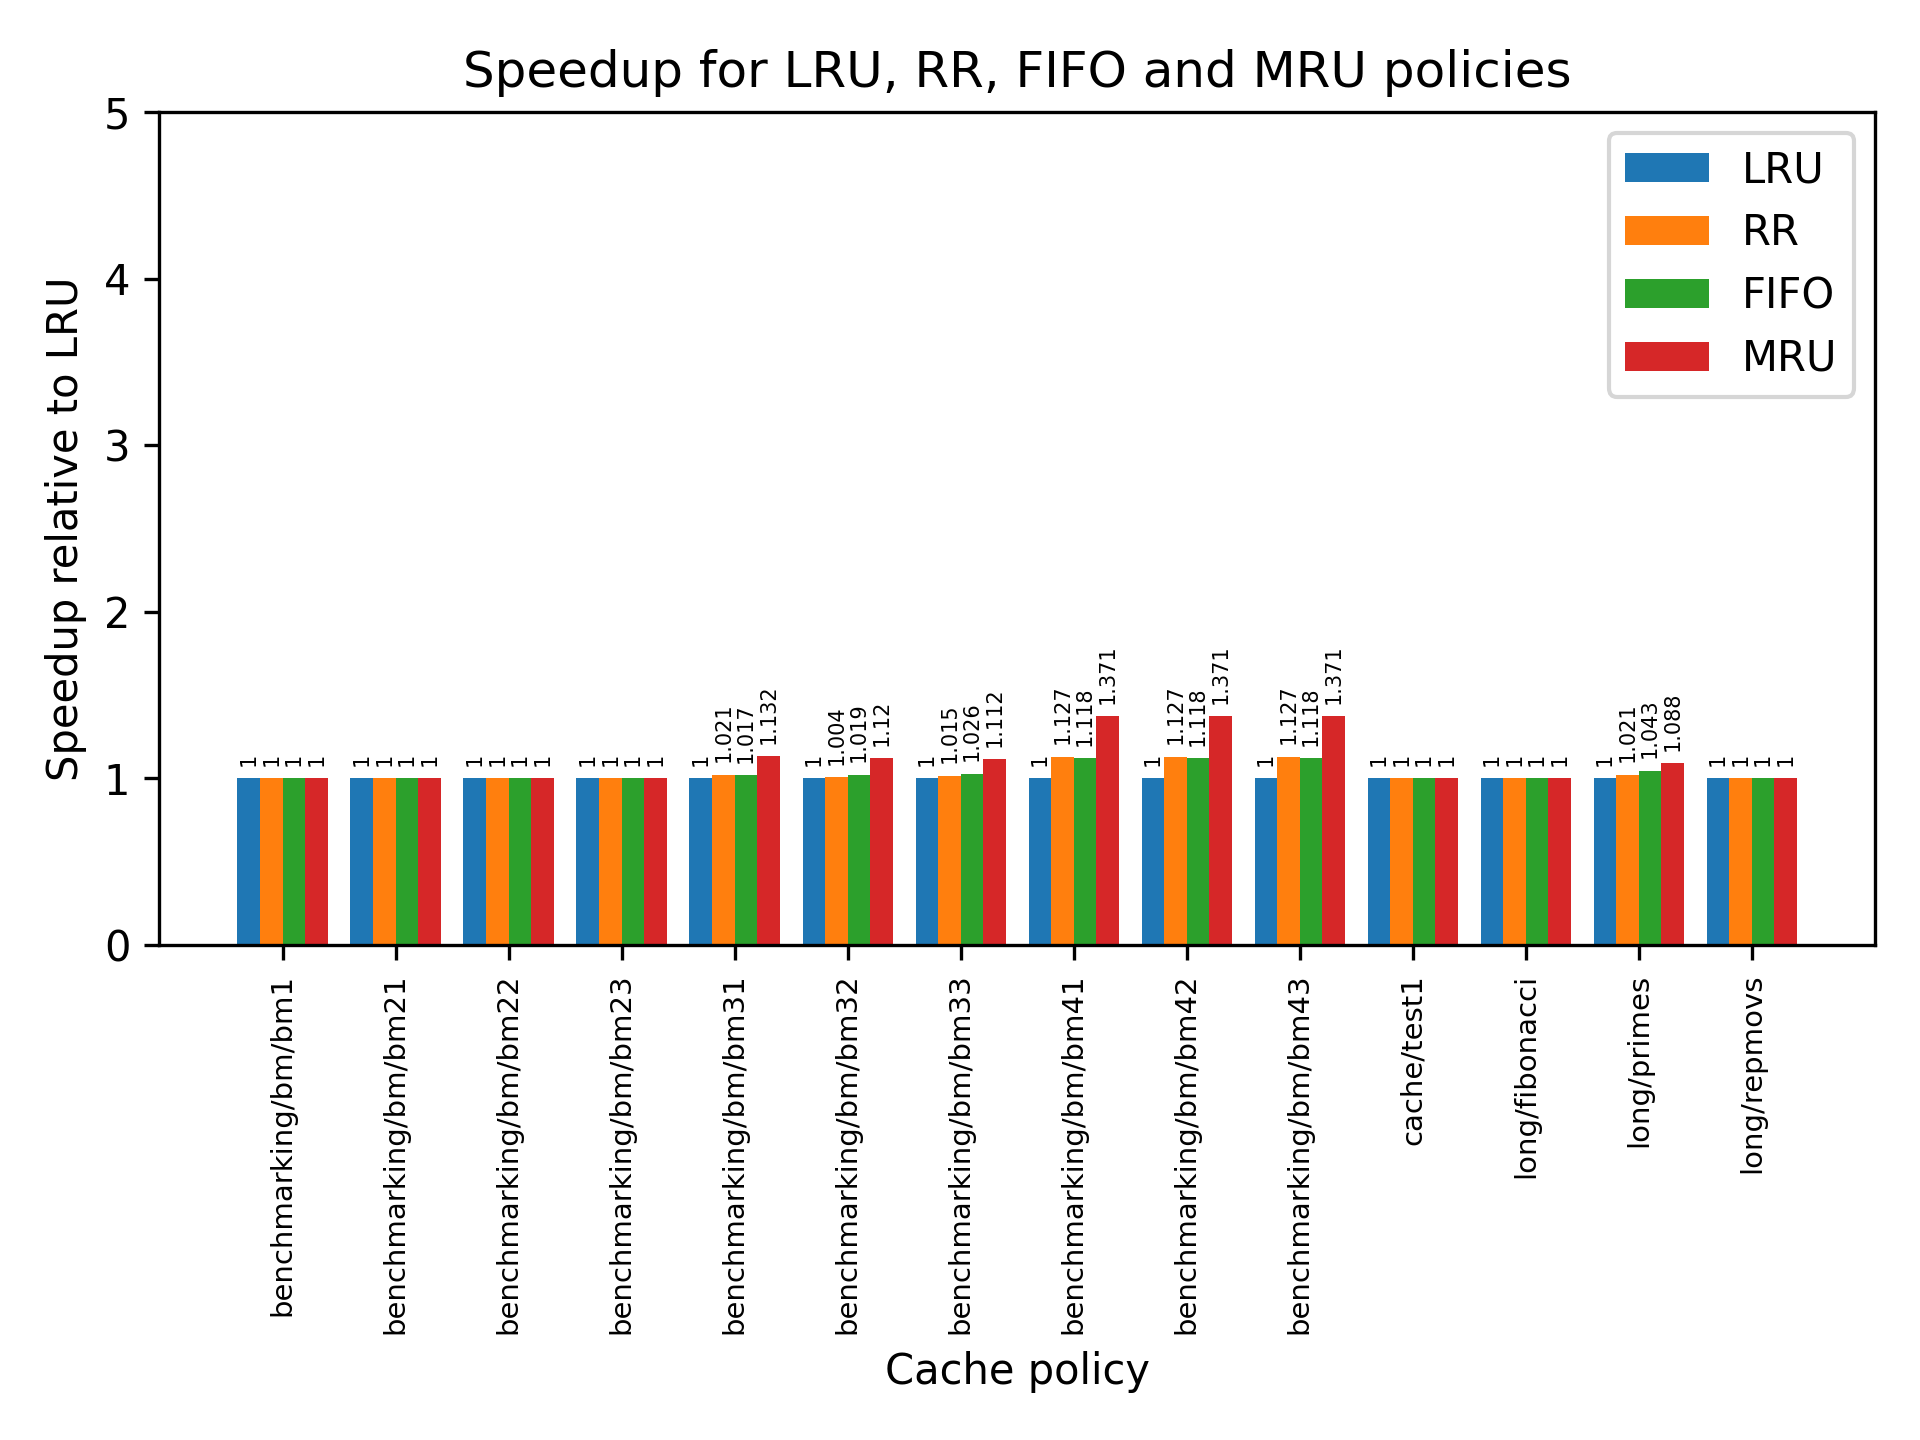 Speedup for LRU, RR, FIFO and MRU policies
Speedup relative to LRU
5
4
3
2
1
0
LRU
RR
FIFO
MRU
1 1 1 1
1 1 1 1
1 1 1 1
1 1 1 1
1 1.021 1.017 1.132
1 1.004 1.019 1.12
1 1.015 1.026 1.112
1 1.127 1.118 1.371
1 1.127 1.118 1.371
1 1.127 1.118 1.371
1 1 1 1
1 1 1 1
1 1.021 1.043 1.088
1 1 1 1
benchmarking/bm/bm1
benchmarking/bm/bm21
benchmarking/bm/bm22
benchmarking/bm/bm23
benchmarking/bm/bm31
benchmarking/bm/bm32
benchmarking/bm/bm33
benchmarking/bm/bm41
benchmarking/bm/bm42
benchmarking/bm/bm43
cache/test1
long/fibonacci
long/primes
long/repmovs
Cache policy